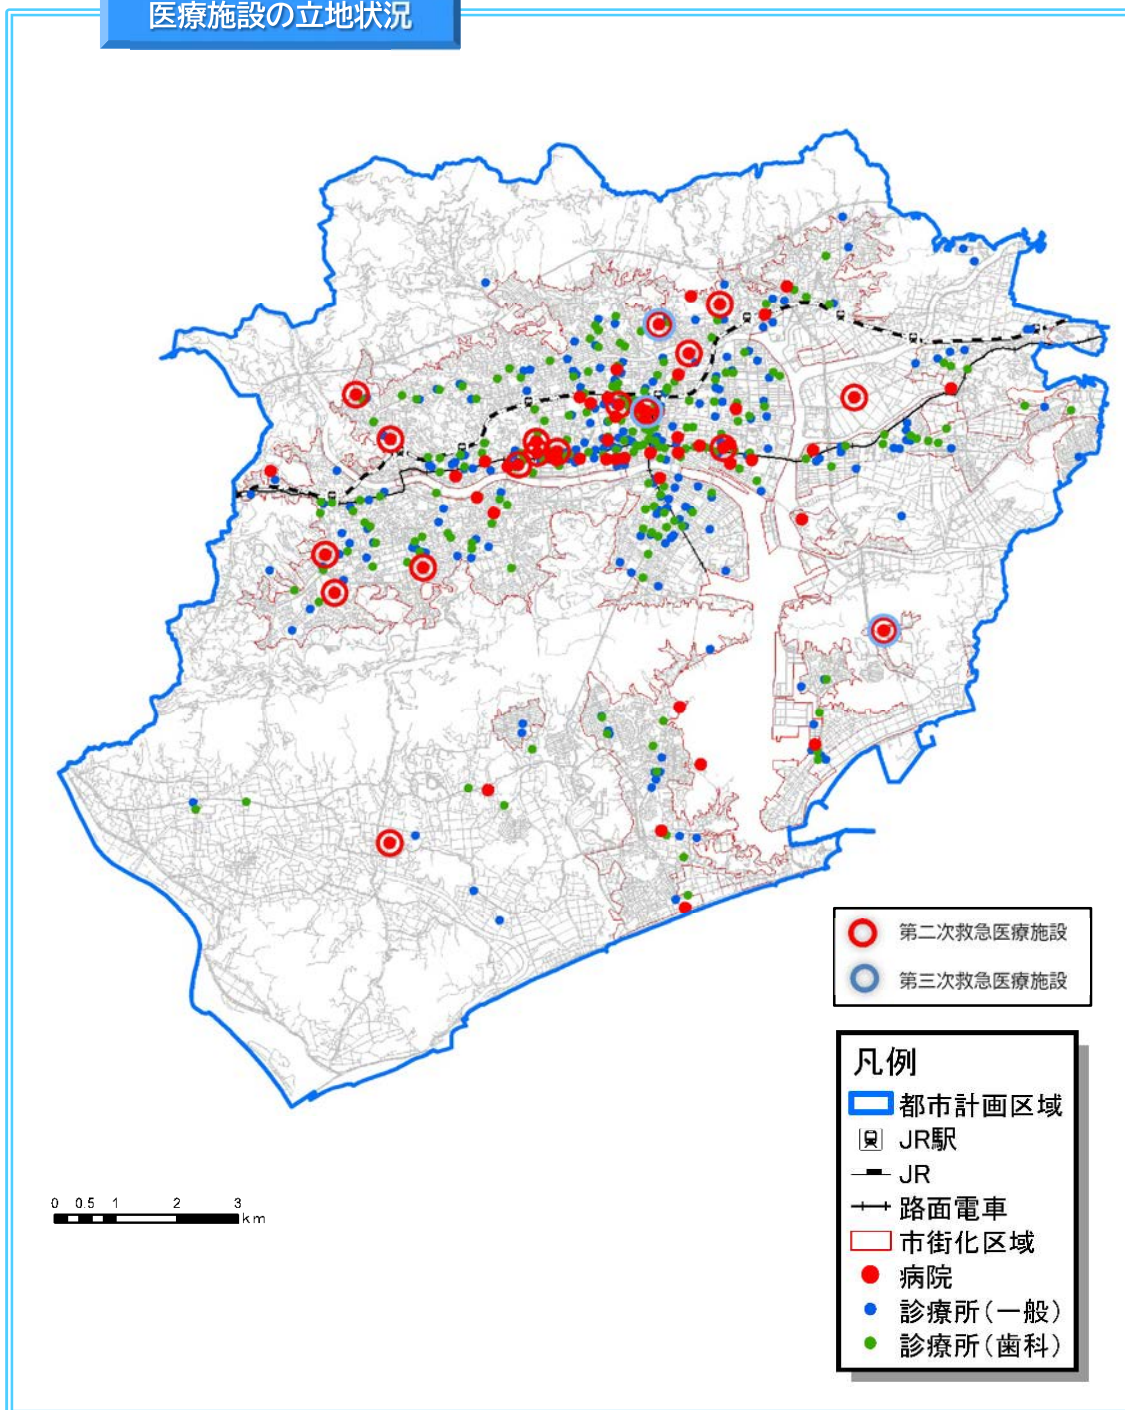 医療施設の立地状況
第二次救急医療施設
第三次救急医療施設
凡例
都市計画区域
JR駅
JR
路面電車
市街化区域
病院
診療所(一般)
診療所(歯科)
0 0.5 1 2 3
km